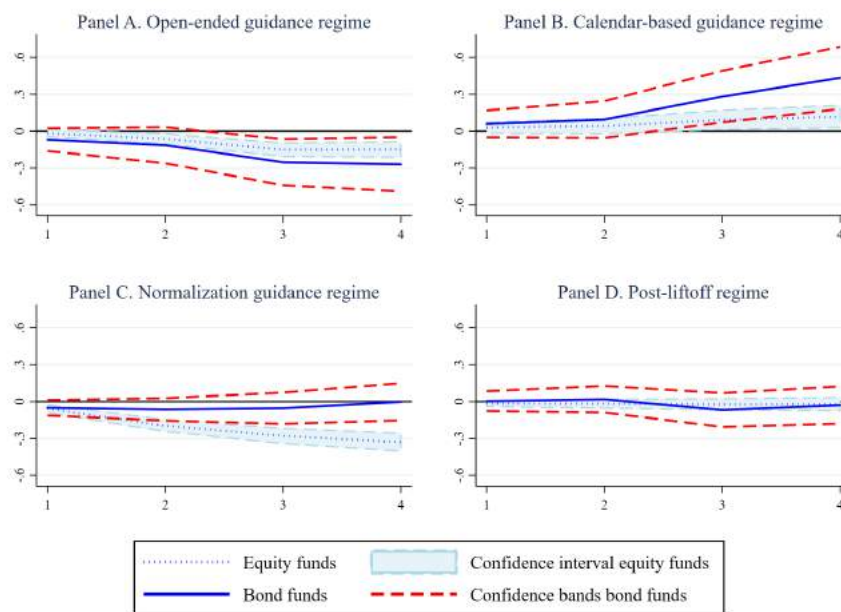 Panel A. Open-ended guidance regime
.6
.3
0
-.3
-.6
1 2 3 4
Panel B. Calendar-based guidance regime
.6
.3
0
-.3
-.6
1 2 3 4
Panel C. Normalization guidance regime
.6
.3
0
-.3
-.6
1 2 3 4
Panel D. Post-liftoff regime
.6
.3
0
-.3
-.6
1 2 3 4
Equity funds
Confidence interval equity funds
Bond funds
Confidence bands bond funds